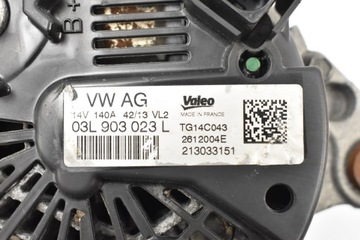 B+
VW AG
14V 140A 42/13 VL2
03L 903 023 L
Valeo
MADE IN FRANCE
TG14C043
2612004E
213033151